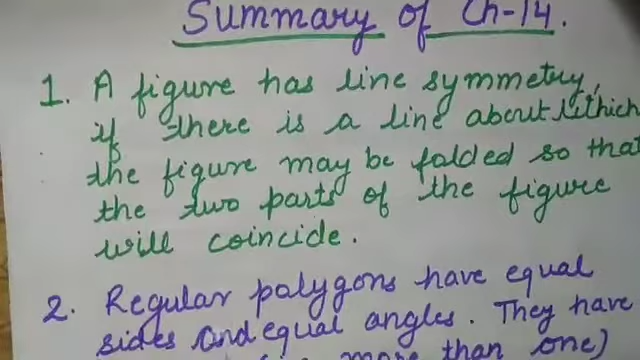 Summary of Ch-14.
1. A figure has line symmetry,
if there is a line about which
the figure may be folded so that
the two parts of the figure
will coincide.
2. Regular polygons have equal
sides and equal angles. They have
more than one)